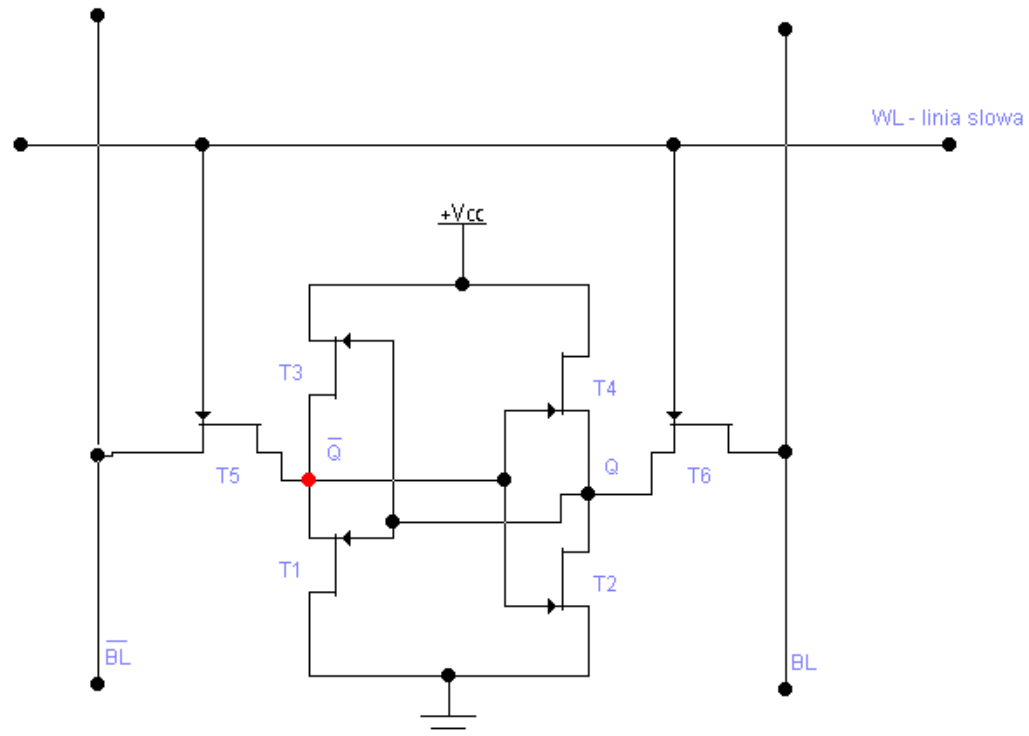 WL - linia slowa
+Vcc
T3
T4
Q̅
Q
T5
T6
T1
T2
B̅L̅
BL